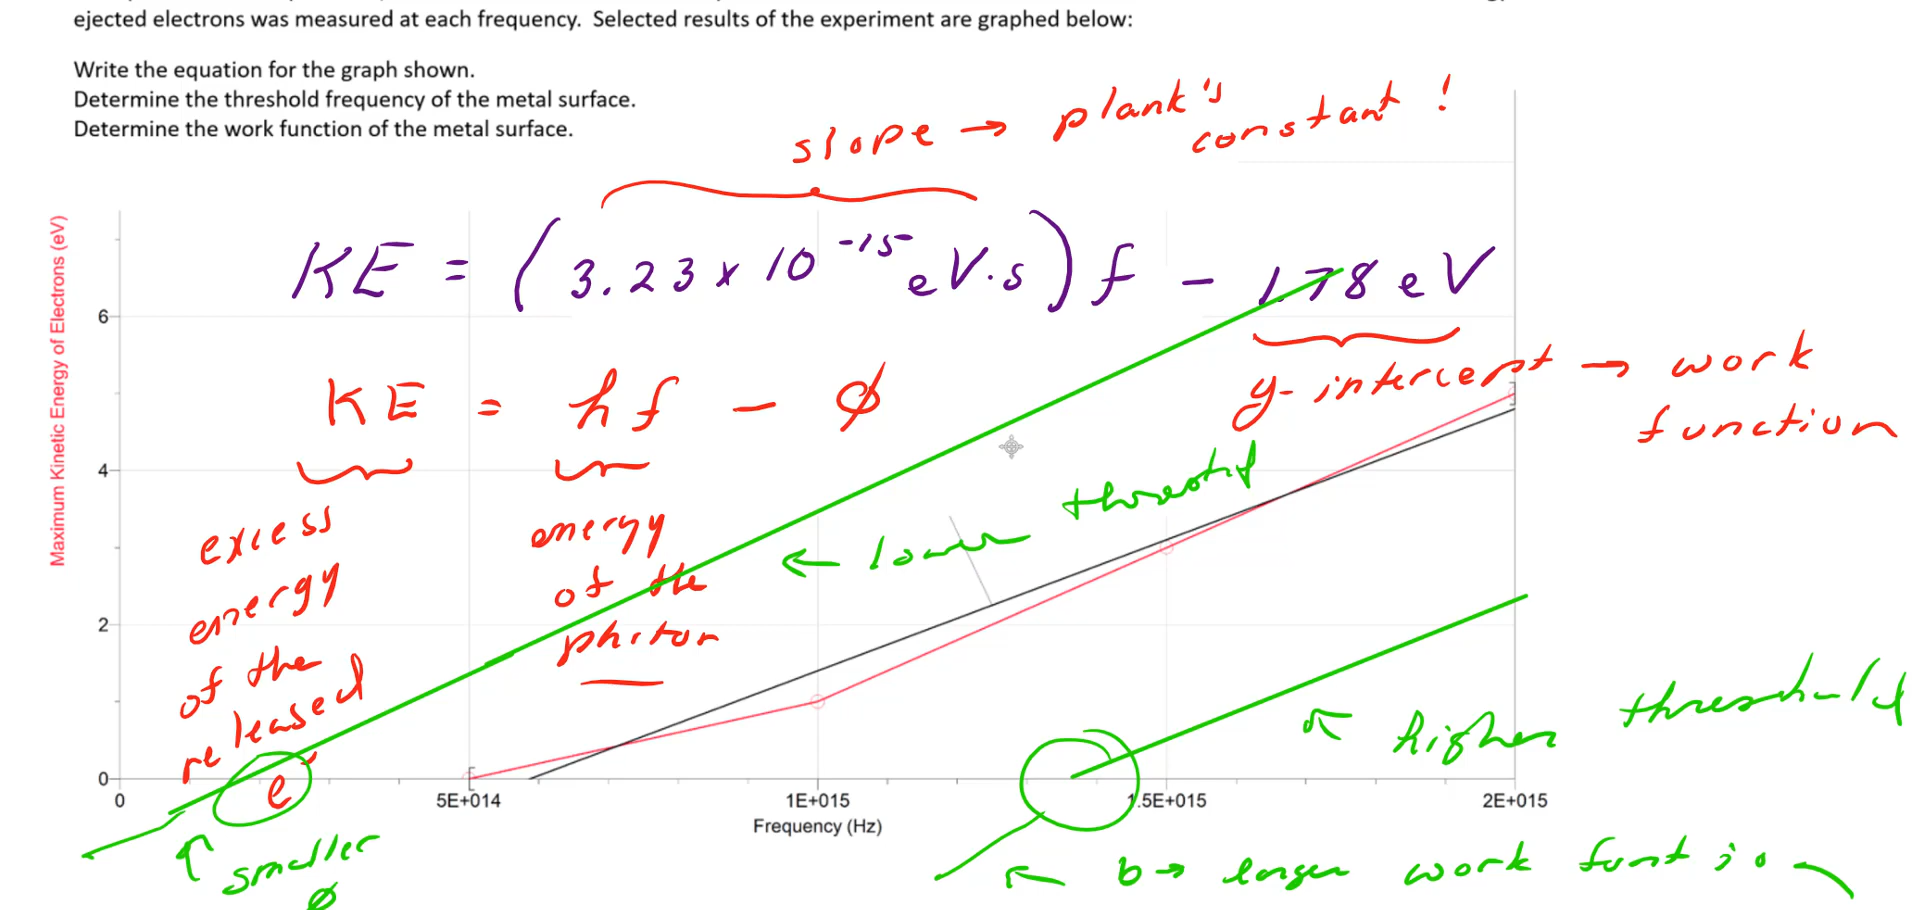 ejected electrons was measured at each frequency. Selected results of the experiment are graphed below:
Write the equation for the graph shown.
Determine the threshold frequency of the metal surface.
Determine the work function of the metal surface.
slope → plank's
constant !
KE = (3.23 x 10⁻¹⁵ eV·s) f - 1.78 eV
y-intercept → work
function
KE = hf - ϕ
excess
energy
of the
released
e⁻
energy
of the
photon
← lower threshold
↖ higher threshold
↑ smaller
ϕ
← b → larger work function
Maximum Kinetic Energy of Electrons (eV)
6
4
2
0
0 5E+014 1E+015 1.5E+015 2E+015
Frequency (Hz)